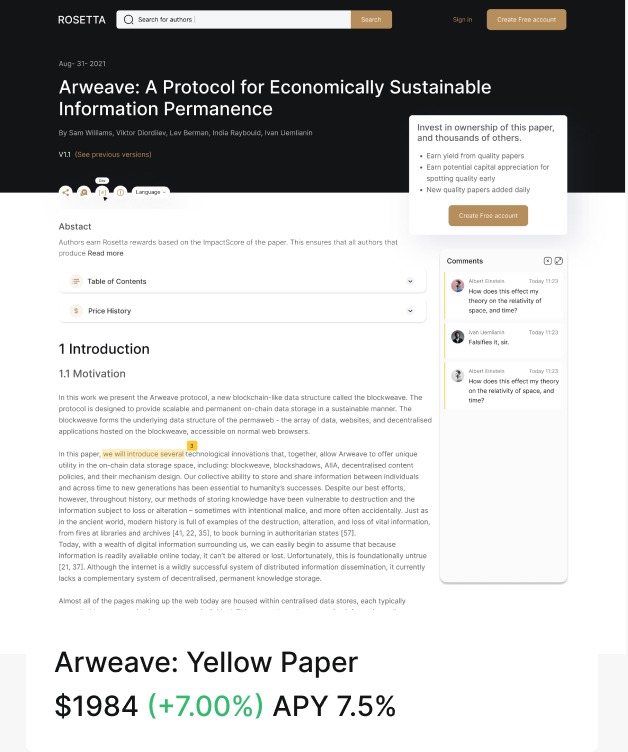 ROSETTA
Search for authors
Search
Sign in
Create Free account
Aug- 31- 2021
Arweave: A Protocol for Economically Sustainable
Information Permanence
By Sam Williams, Viktor Diordiiev, Lev Berman, India Raybould, Ivan Uemlianin
V1.1 (See previous versions)
Invest in ownership of this paper,
and thousands of others.
• Earn yield from quality papers
• Earn potential capital appreciation for
spotting quality early
• New quality papers added daily
Create Free account
Language
Abstact
Authors earn Rosetta rewards based on the ImpactScore of the paper. This ensures that all authors that
produce Read more
Table of Contents
$ Price History
1 Introduction
1.1 Motivation
In this work we present the Arweave protocol, a new blockchain-like data structure called the blockweave. The
protocol is designed to provide scalable and permanent on-chain data storage in a sustainable manner. The
blockweave forms the underlying data structure of the permaweb - the array of data, websites, and decentralised
applications hosted on the blockweave, accessible on normal web browsers.
3
In this paper, we will introduce several technological innovations that, together, allow Arweave to offer unique
utility in the on-chain data storage space, including: blockweave, blockshadows, AIIA, decentralised content
policies, and their mechanism design. Our collective ability to store and share information between individuals
and across time to new generations has been essential to humanity's successes. Despite our best efforts,
however, throughout history, our methods of storing knowledge have been vulnerable to destruction and the
information subject to loss or alteration – sometimes with intentional malice, and more often accidentally. Just as
in the ancient world, modern history is full of examples of the destruction, alteration, and loss of vital information,
from fires at libraries and archives [41, 22, 35], to book burning in authoritarian states [57].
Today, with a wealth of digital information surrounding us, we can easily begin to assume that because
information is readily available online today, it can't be altered or lost. Unfortunately, this is foundationally untrue
[21, 37]. Although the internet is a wildly successful system of distributed information dissemination, it currently
lacks a complementary system of decentralised, permanent knowledge storage.
Almost all of the pages making up the web today are housed within centralised data stores, each typically
Comments
Albert Einstein Today 11:23
How does this effect my
theory on the relativity of
space, and time?
Ivan Uemlianin Today 11:23
Falsifies it, sir.
Albert Einstein Today 11:23
How does this effect my theory
on the relativity of space, and
time?
Arweave: Yellow Paper
$1984 (+7.00%) APY 7.5%